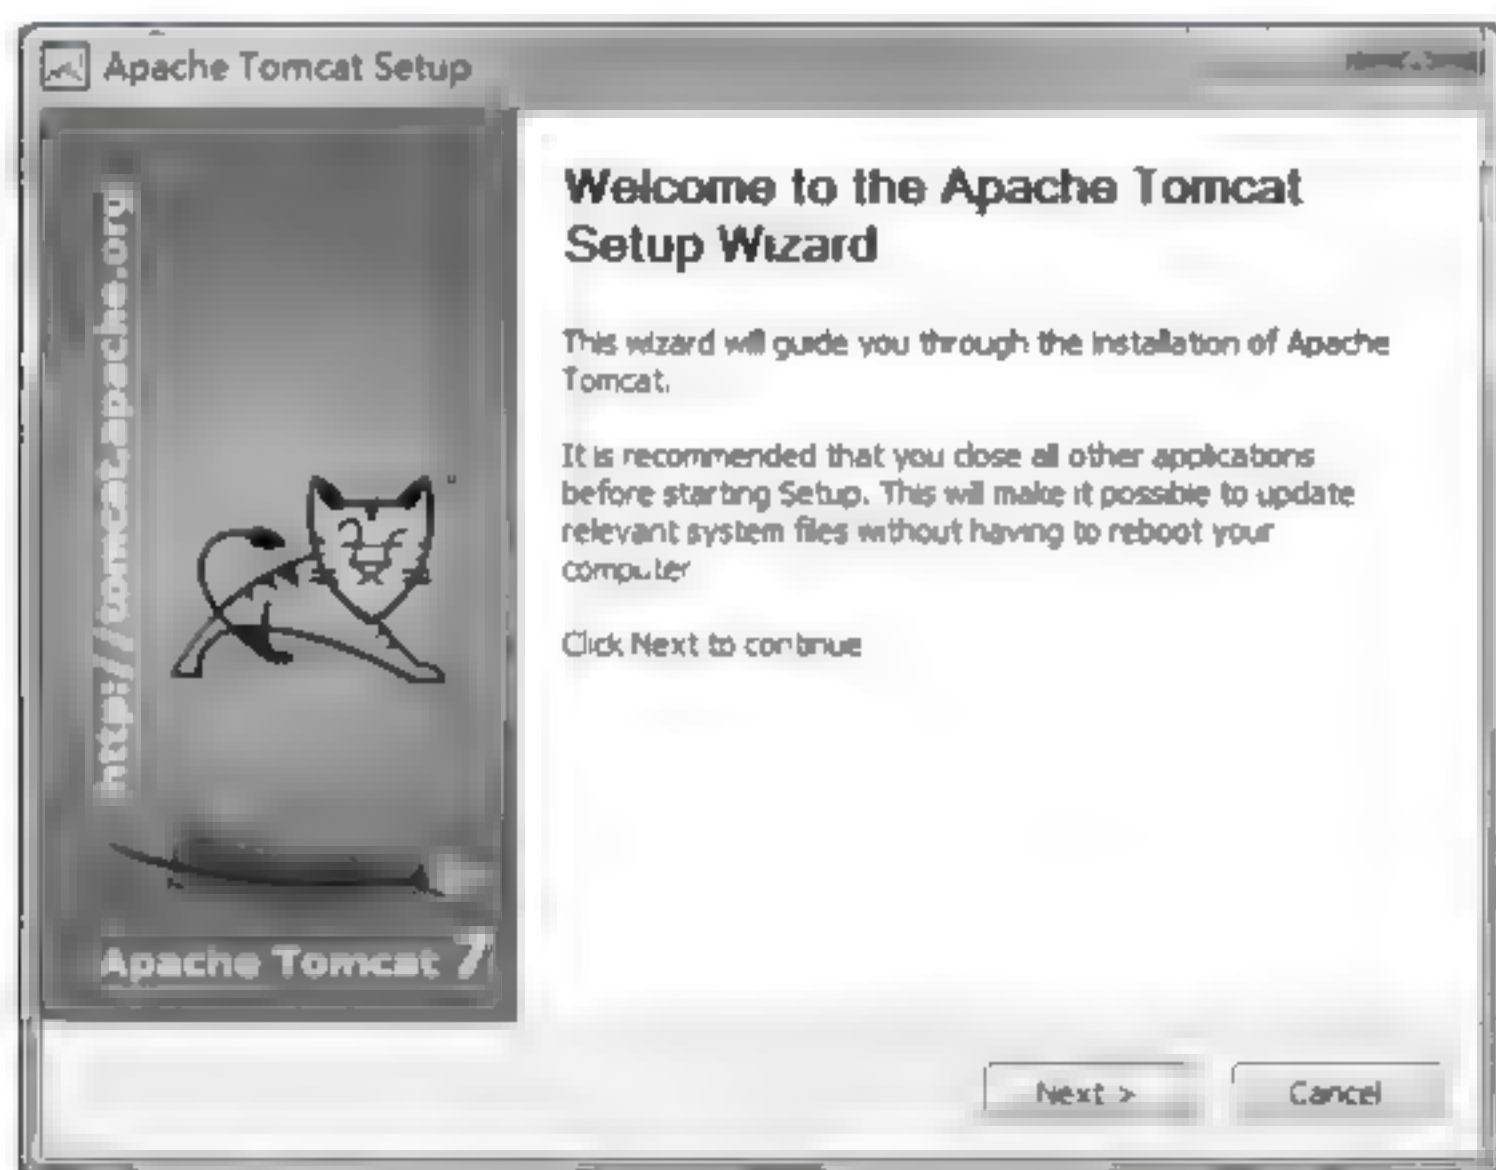 Apache Tomcat Setup
http://tomcat.apache.org
Apache Tomcat 7
Welcome to the Apache Tomcat
Setup Wizard
This wizard will guide you through the installation of Apache
Tomcat.
It is recommended that you close all other applications
before starting Setup. This will make it possible to update
relevant system files without having to reboot your
computer
Click Next to continue
Next >
Cancel